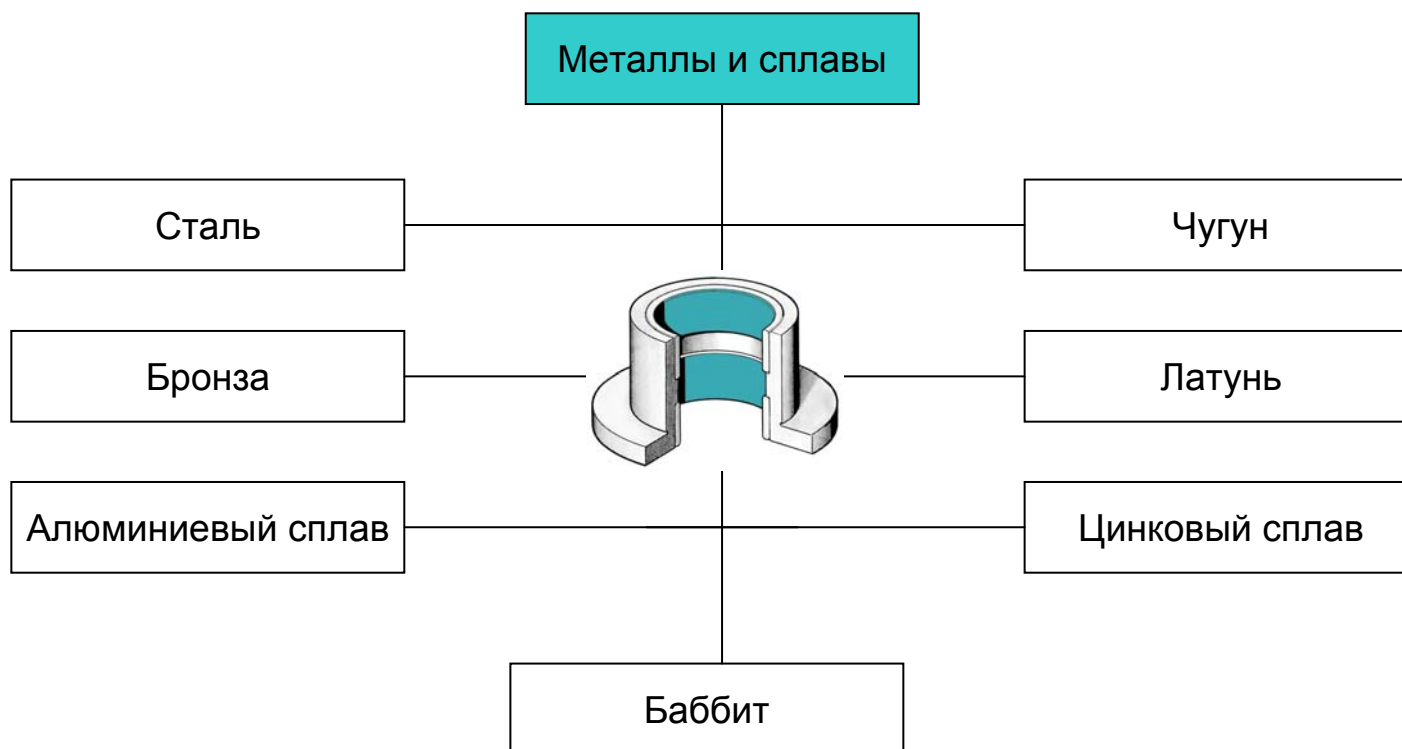 Металлы и сплавы
Сталь
Чугун
Бронза
Латунь
Алюминиевый сплав
Цинковый сплав
Баббит